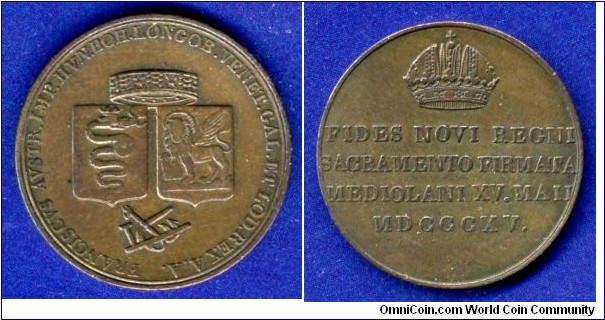 FRANCISCVS AVSTR. IMP. HVN. BOH. LONGOB.
ET
GAL. ET LOD. REX A. A.
FIDES NOVI REGNI
SACRAMENTO FIRMATA
MEDIOLANI XV. MAII
MDCCCXV.
OmniCoin.com World Coin Community